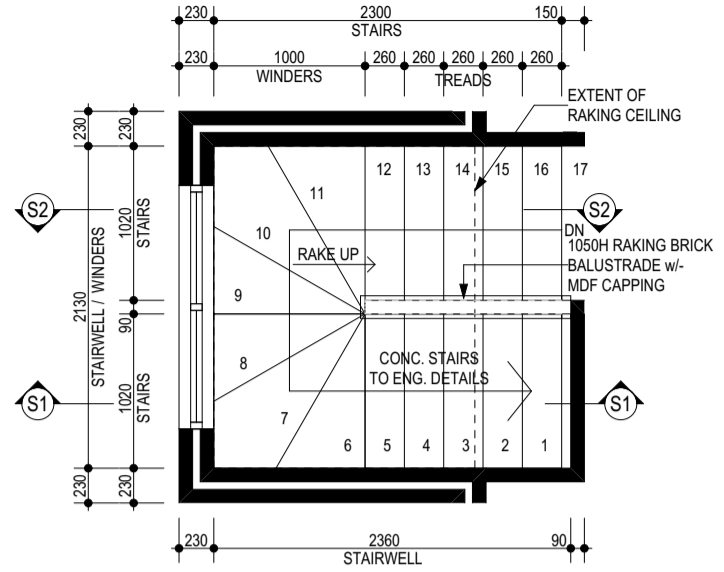 230 2300 150
STAIRS
230 1000 260 260 260 260 260
WINDERS TREADS
EXTENT OF
RAKING CEILING
230 230
12 13 14 15 16 17
11
S2 S2
1020
STAIRS
10
DN
RAKE UP
1050H RAKING BRICK
BALUSTRADE w/-
MDF CAPPING
STAIRWELL / WINDERS
2130
9
90
8
CONC. STAIRS
TO ENG. DETAILS
S1 S1
1020
STAIRS
7
6 5 4 3 2 1
230 230
230 2360 90
STAIRWELL